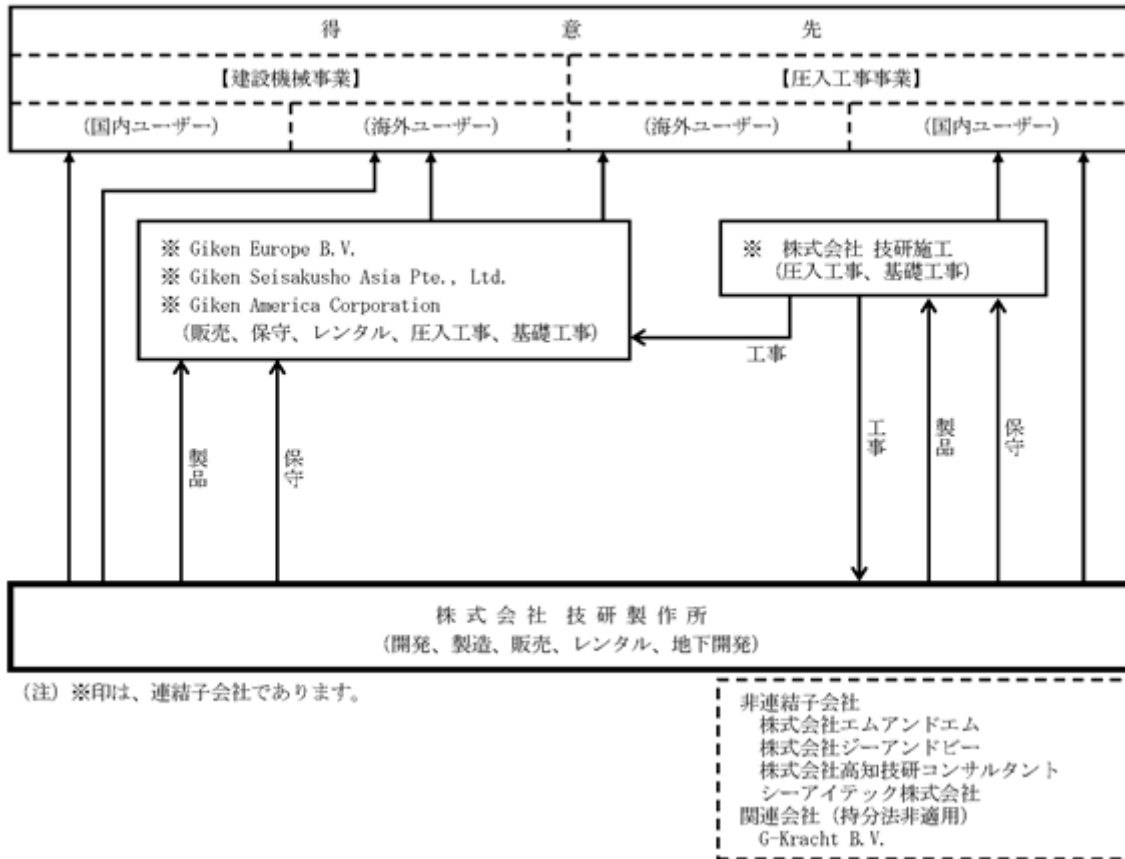 得 意 先
【建設機械事業】
【圧入工事事業】
(国内ユーザー)
(海外ユーザー)
(海外ユーザー)
(国内ユーザー)
※ Giken Europe B.V.
※ Giken Seisakusho Asia Pte., Ltd.
※ Giken America Corporation
(販売、保守、レンタル、圧入工事、基礎工事)
※ 株式会社 技研施工
(圧入工事、基礎工事)
工事
製品
保守
工事
製品
保守
株 式 会 社 技 研 製 作 所
(開発、製造、販売、レンタル、地下開発)
(注) ※印は、連結子会社であります。
非連結子会社
株式会社エムアンドエム
株式会社ジーアンドビー
株式会社高知技研コンサルタント
シーアイテック株式会社
関連会社 (持分法非適用)
G-Kracht B.V.